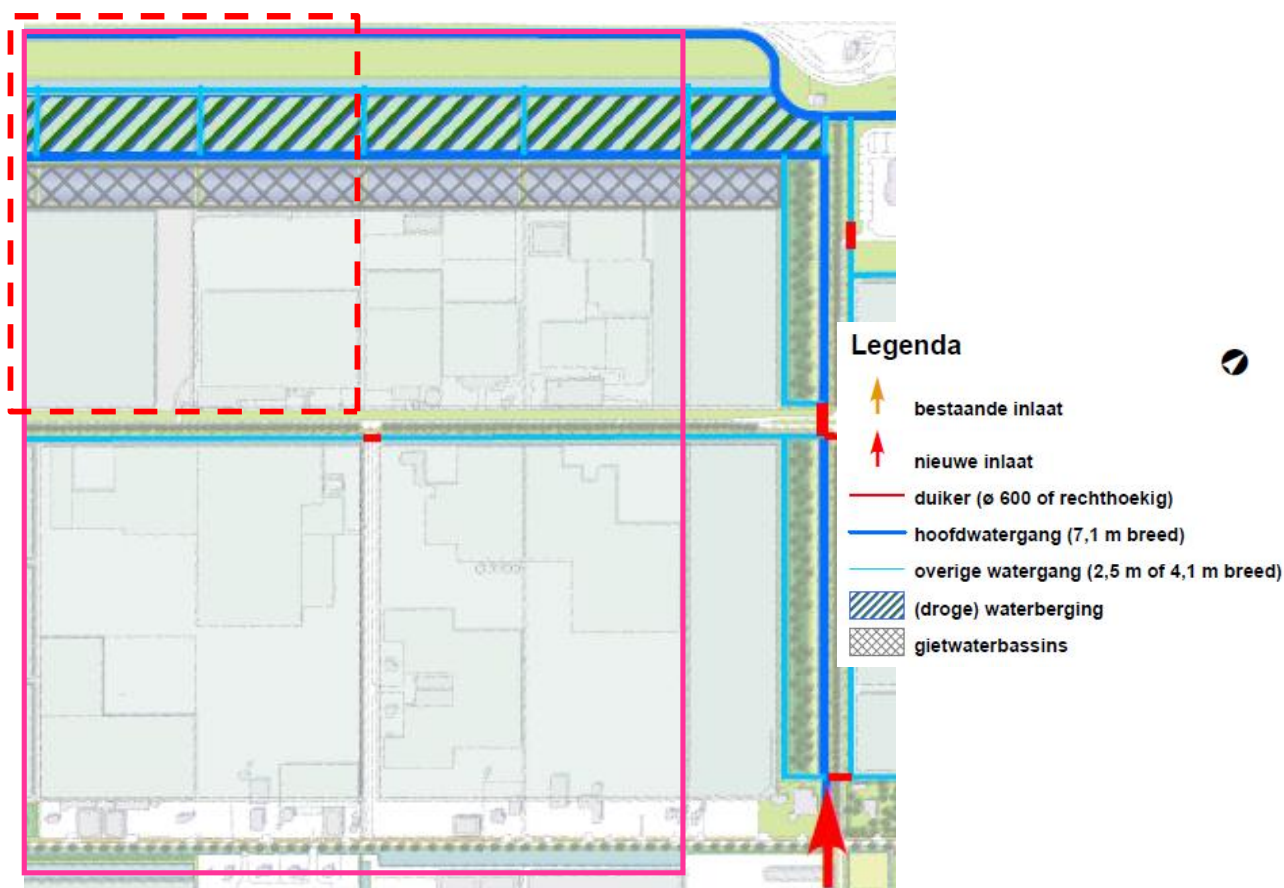 Legenda
bestaande inlaat
nieuwe inlaat
duiker (ø 600 of rechthoekig)
hoofdwatergang (7,1 m breed)
overige watergang (2,5 m of 4,1 m breed)
(droge) waterberging
gietwaterbassins